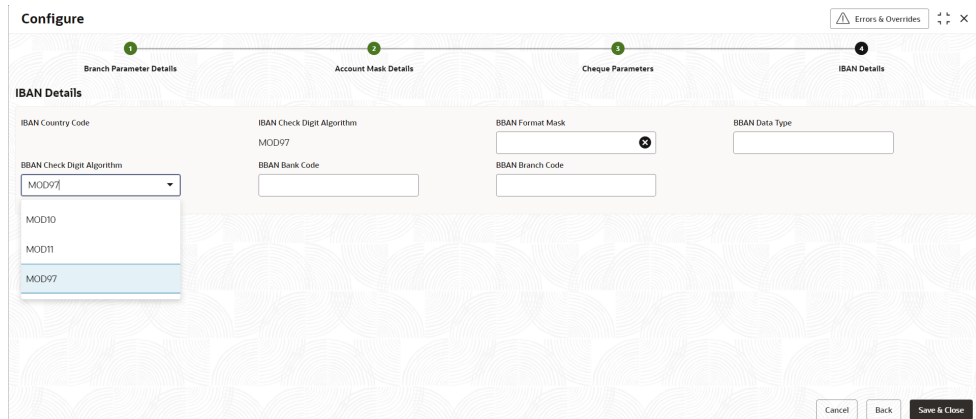 Configure
Errors & Overrides
1
2
3
4
Branch Parameter Details
Account Mask Details
Cheque Parameters
IBAN Details
IBAN Details
IBAN Country Code
IBAN Check Digit Algorithm
BBAN Format Mask
BBAN Data Type
MOD97
BBAN Check Digit Algorithm
BBAN Bank Code
BBAN Branch Code
MOD97
MOD10
MOD11
MOD97
Cancel
Back
Save & Close